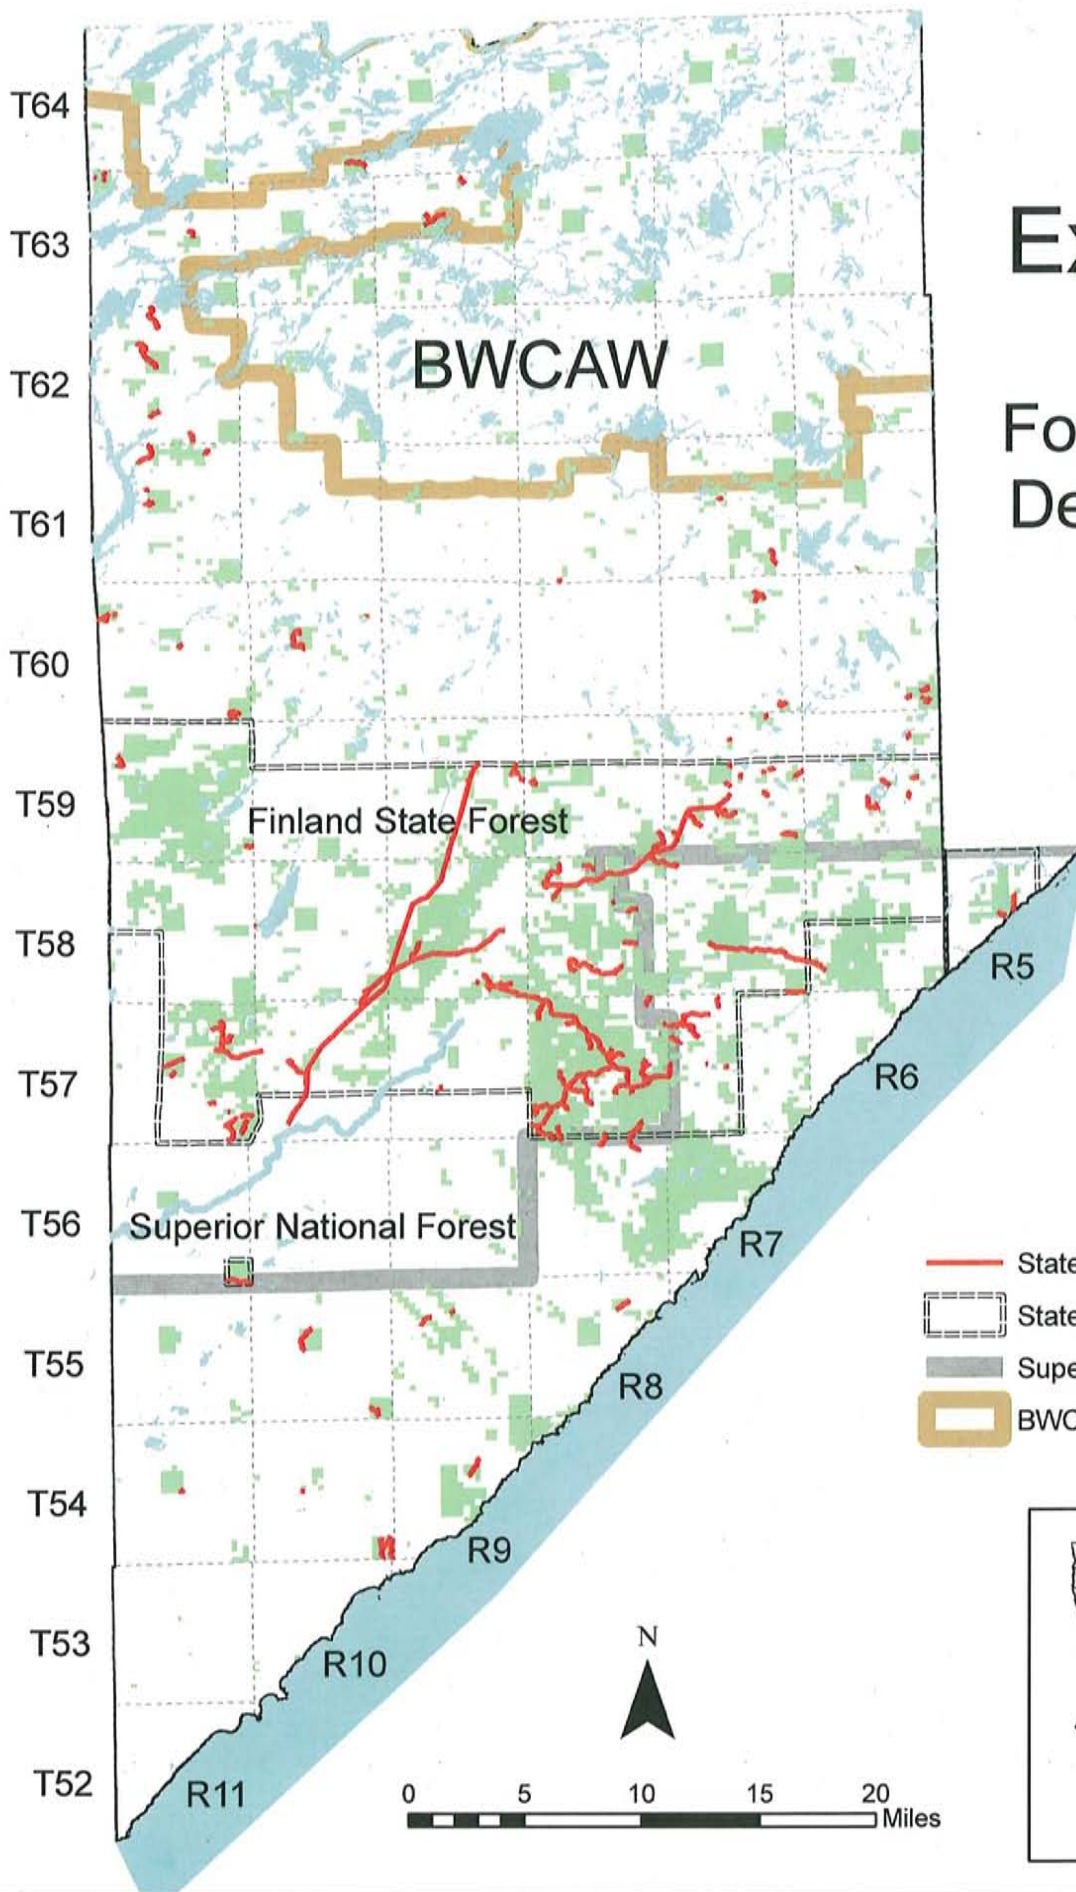 T64
T63
T62
T61
T60
T59
T58
T57
T56
T55
T54
T53
T52
BWCAW
Finland State Forest
Superior National Forest
R5
R6
R7
R8
R9
R10
R11
Ex
Fo
De
State
State
Supe
BWC
N
0 5 10 15 20
Miles